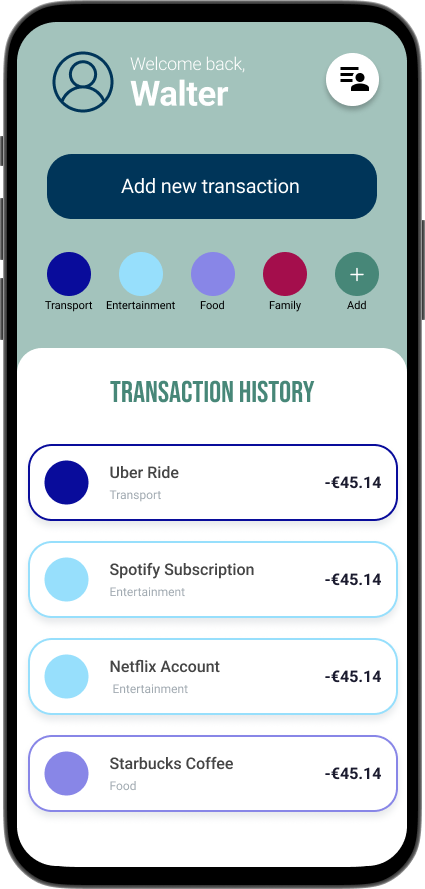 Welcome back,
Walter
Add new transaction
Transport Entertainment Food Family Add
TRANSACTION HISTORY
Uber Ride
Transport
-€45.14
Spotify Subscription
Entertainment
-€45.14
Netflix Account
Entertainment
-€45.14
Starbucks Coffee
Food
-€45.14